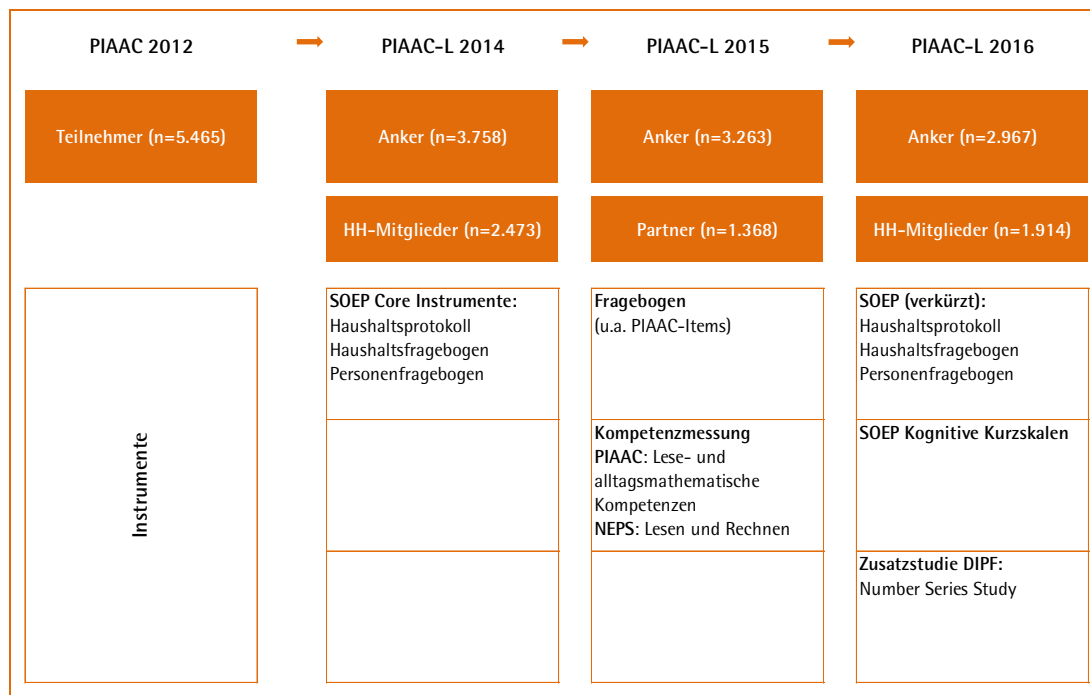 PIAAC 2012
PIAAC-L 2014
PIAAC-L 2015
PIAAC-L 2016
Teilnehmer (n=5.465)
Anker (n=3.758)
Anker (n=3.263)
Anker (n=2.967)
HH-Mitglieder (n=2.473)
Partner (n=1.368)
HH-Mitglieder (n=1.914)
Instrumente
SOEP Core Instrumente:
Haushaltsprotokoll
Haushaltsfragebogen
Personenfragebogen
Fragebogen
(u.a. PIAAC-Items)
Kompetenzmessung
PIAAC: Lese- und
alltagsmathematische
Kompetenzen
NEPS: Lesen und Rechnen
SOEP (verkürzt):
Haushaltsprotokoll
Haushaltsfragebogen
Personenfragebogen
SOEP Kognitive Kurzskalen
Zusatzstudie DIPF:
Number Series Study